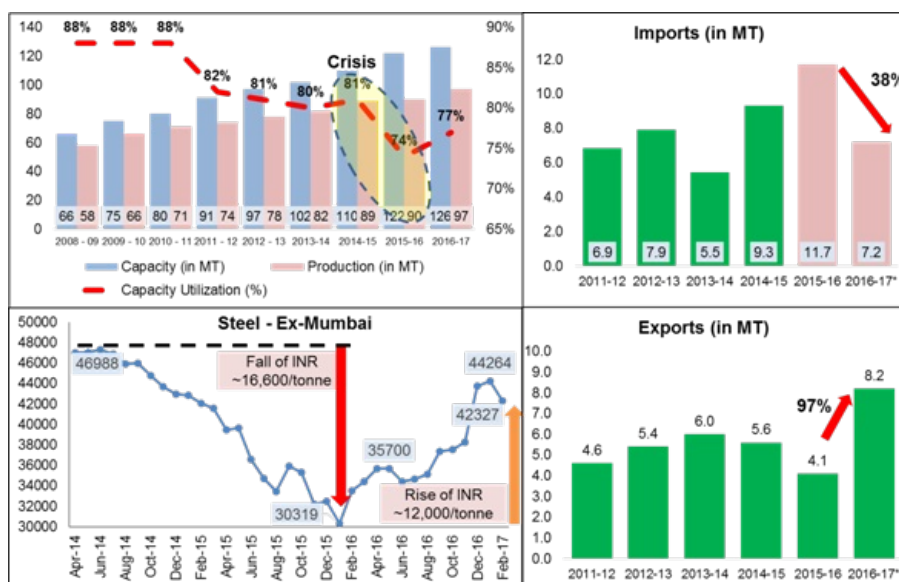 140
120
100
80
60
40
20
0
90%
85%
80%
75%
70%
65%
88%
88%
88%
82%
81%
80%
81%
74%
77%
Crisis
66 58
75 66
80 71
91 74
97 78
102 82
110 89
122 90
126 97
2008 - 09
2009 - 10
2010 - 11
2011 - 12
2012 - 13
2013-14
2014-15
2015-16
2016-17
Capacity (in MT)
Production (in MT)
Capacity Utilization (%)
Imports (in MT)
15.0
12.0
9.0
6.0
3.0
0.0
38%
6.9
7.9
5.5
9.3
11.7
7.2
2011-12
2012-13
2013-14
2014-15
2015-16
2016-17*
Steel - Ex-Mumbai
50000
48000
46000
44000
42000
40000
38000
36000
34000
32000
30000
46988
Fall of INR
~16,600/tonne
30319
35700
44264
42327
Rise of INR
~12,000/tonne
Apr-14
Jun-14
Aug-14
Oct-14
Dec-14
Feb-15
Apr-15
Jun-15
Aug-15
Oct-15
Dec-15
Feb-16
Apr-16
Jun-16
Aug-16
Oct-16
Dec-16
Feb-17
Exports (in MT)
10.0
9.0
8.0
7.0
6.0
5.0
4.0
3.0
2.0
1.0
0.0
4.6
5.4
6.0
5.6
4.1
8.2
97%
2011-12
2012-13
2013-14
2014-15
2015-16
2016-17*